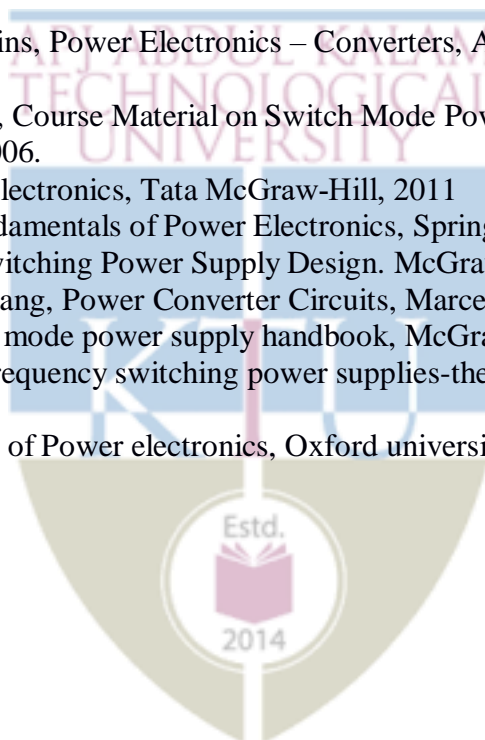 APJ ABDUL KALAM
ins, Power Electronics – Converters, A
TECHNOLOGICAL
, Course Material on Switch Mode Pow
UNIVERSITY
006.
lectronics, Tata McGraw-Hill, 2011
damentals of Power Electronics, Spring
witching Power Supply Design. McGra
ang, Power Converter Circuits, Marce
mode power supply handbook, McGra
requency switching power supplies-the
KTU
of Power electronics, Oxford universi
Estd.
2014